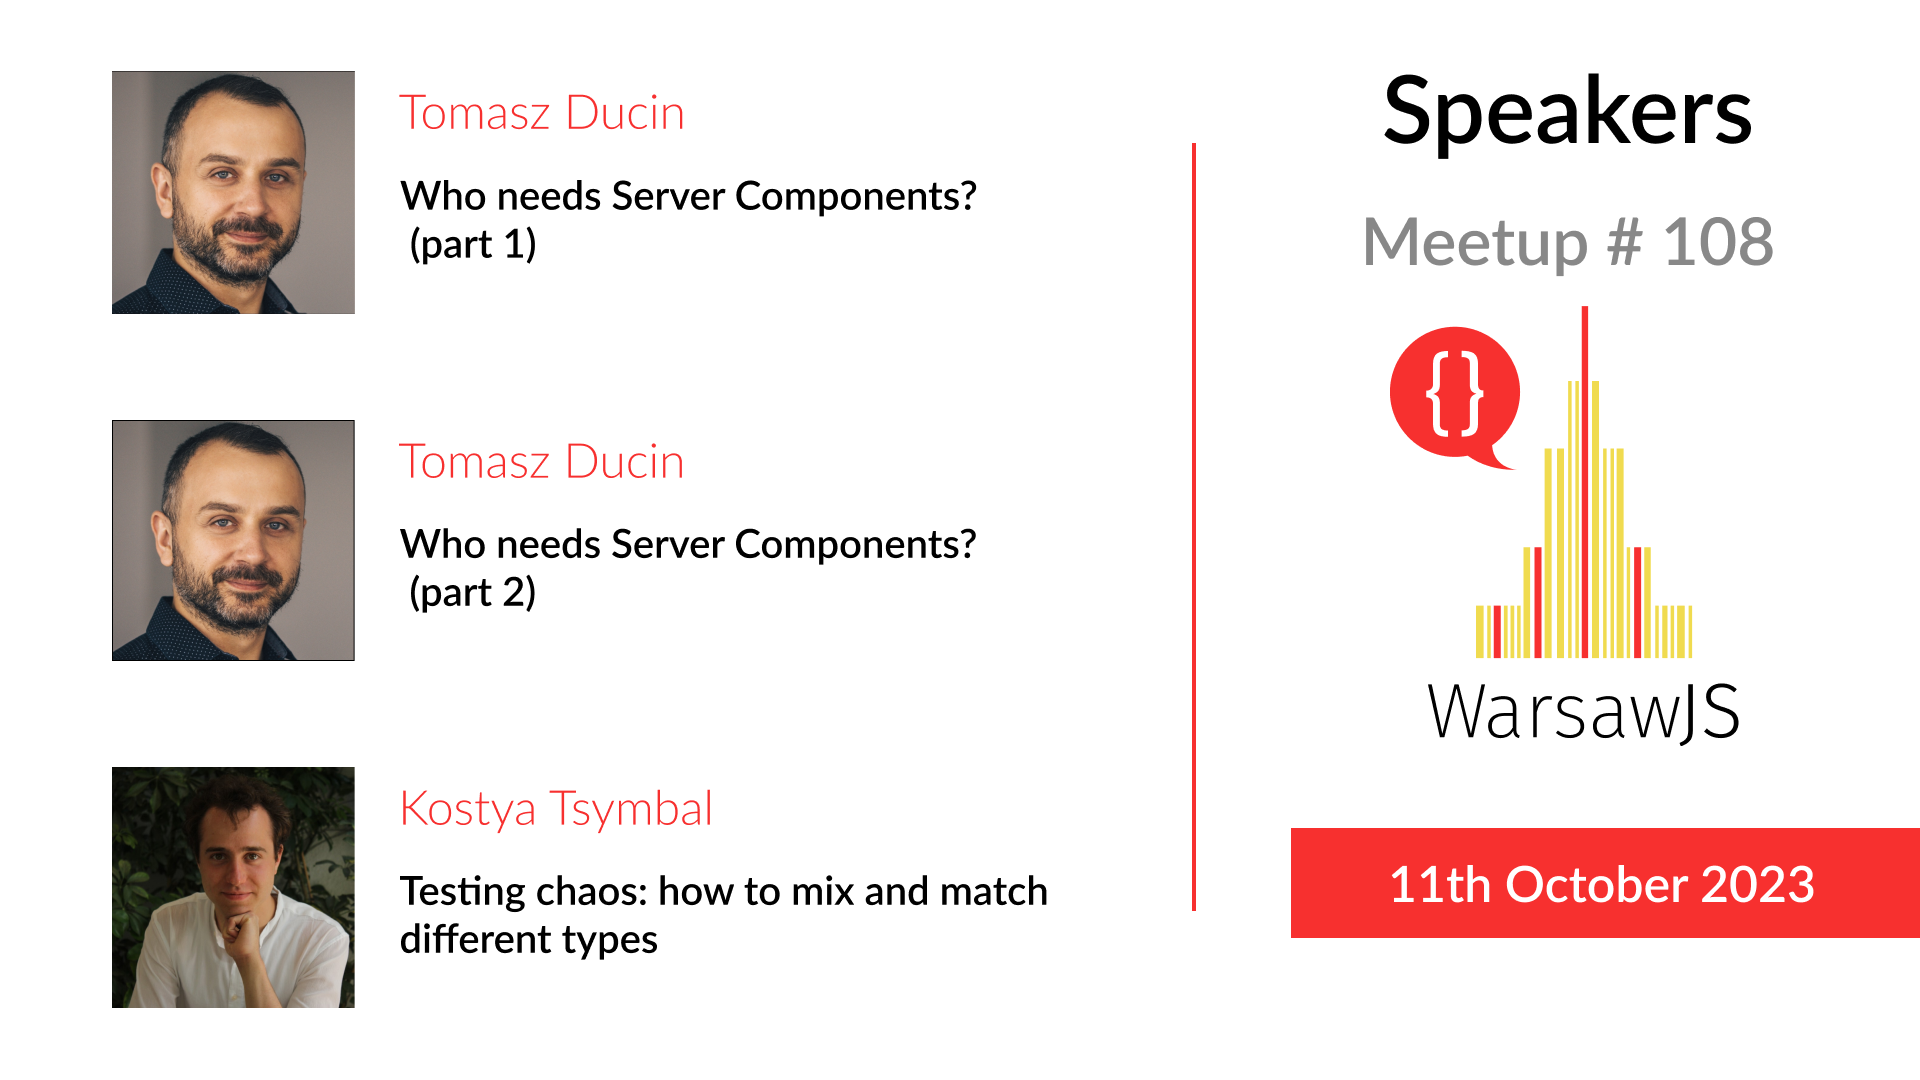 Tomasz Ducin
Who needs Server Components?
(part 1)
Tomasz Ducin
Who needs Server Components?
(part 2)
Kostya Tsymbal
Testing chaos: how to mix and match
different types
Speakers
Meetup # 108
{}
WarsawJS
11th October 2023